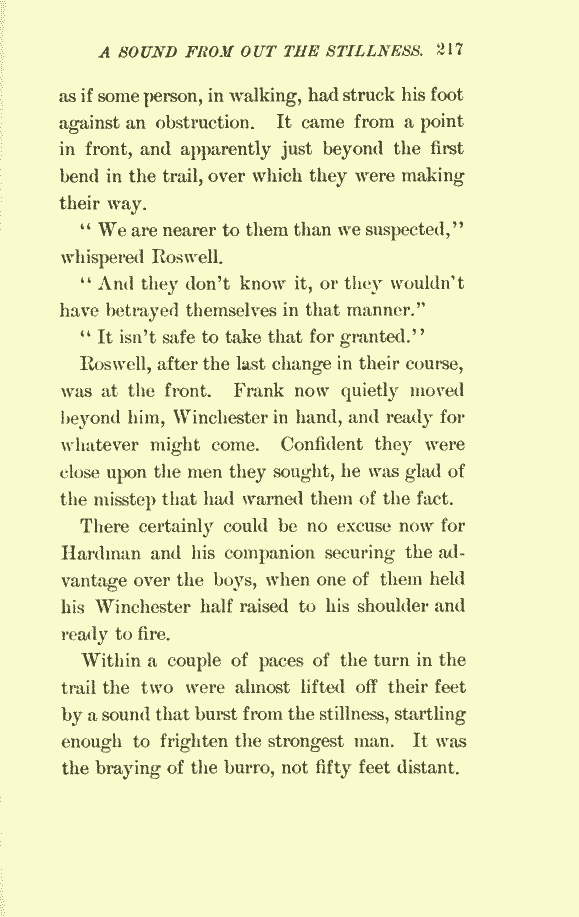 A SOUND FROM OUT THE STILLNESS. 217
as if some person, in walking, had struck his foot
against an obstruction. It came from a point
in front, and apparently just beyond the first
bend in the trail, over which they were making
their way.
“ We are nearer to them than we suspected,”
whispered Roswell.
“ And they don’t know it, or they wouldn’t
have betrayed themselves in that manner.”
“ It isn’t safe to take that for granted.”
Roswell, after the last change in their course,
was at the front. Frank now quietly moved
beyond him, Winchester in hand, and ready for
whatever might come. Confident they were
close upon the men they sought, he was glad of
the misstep that had warned them of the fact.
There certainly could be no excuse now for
Hardman and his companion securing the ad-
vantage over the boys, when one of them held
his Winchester half raised to his shoulder and
ready to fire.
Within a couple of paces of the turn in the
trail the two were almost lifted off their feet
by a sound that burst from the stillness, startling
enough to frighten the strongest man. It was
the braying of the burro, not fifty feet distant.